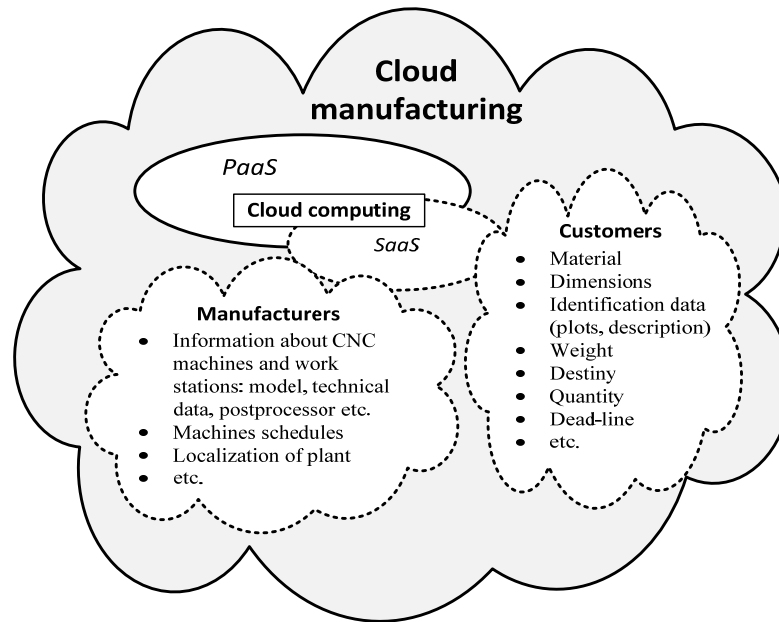 Cloud
manufacturing
PaaS
Cloud computing
SaaS
Manufacturers
• Information about CNC
machines and work
stations: model, technical
data, postprocessor etc.
• Machines schedules
• Localization of plant
• etc.
Customers
• Material
• Dimensions
• Identification data
(plots, description)
• Weight
• Destiny
• Quantity
• Dead-line
• etc.